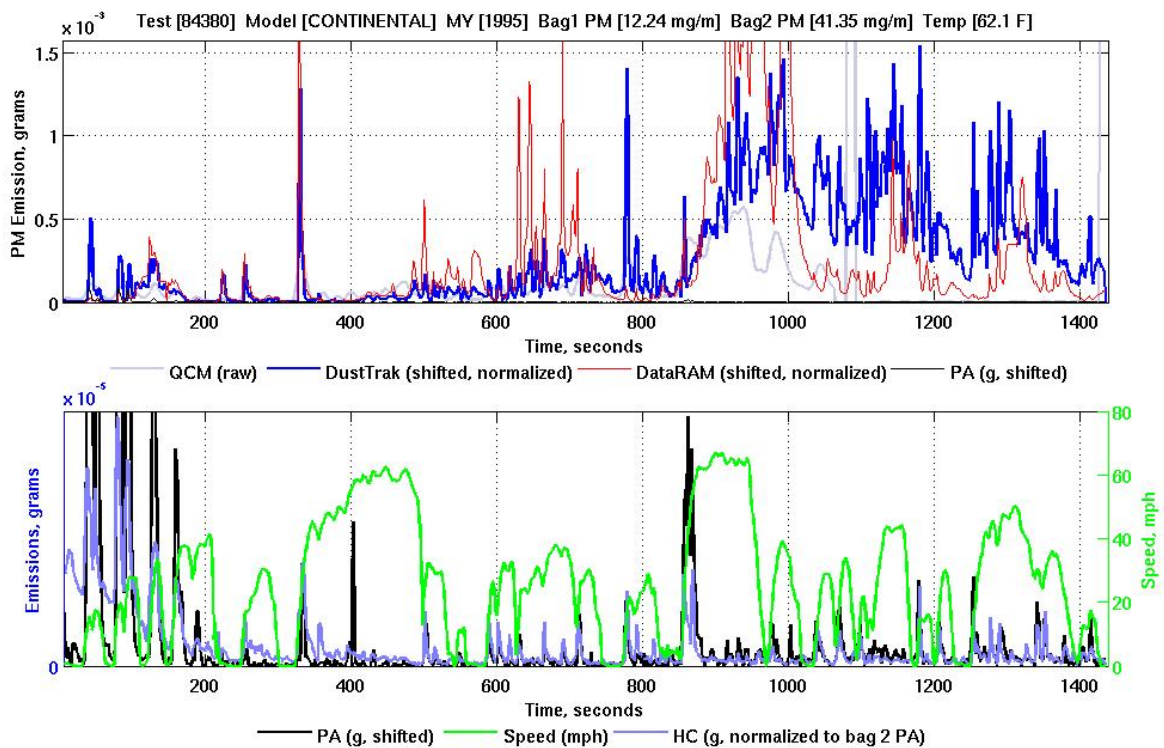 Test [84380] Model [CONTINENTAL] MY [1995] Bag1 PM [12.24 mg/m] Bag2 PM [41.35 mg/m] Temp [62.1 F]
x 10^-3
1.5
1
0.5
0
PM Emission, grams
200 400 600 800 1000 1200 1400
Time, seconds
QCM (raw) DustTrak (shifted, normalized) DataRAM (shifted, normalized) PA (g, shifted)
x 10^-5
80
60
40
20
0 0
Emissions, grams
Speed, mph
200 400 600 800 1000 1200 1400
Time, seconds
PA (g, shifted) Speed (mph) HC (g, normalized to bag 2 PA)